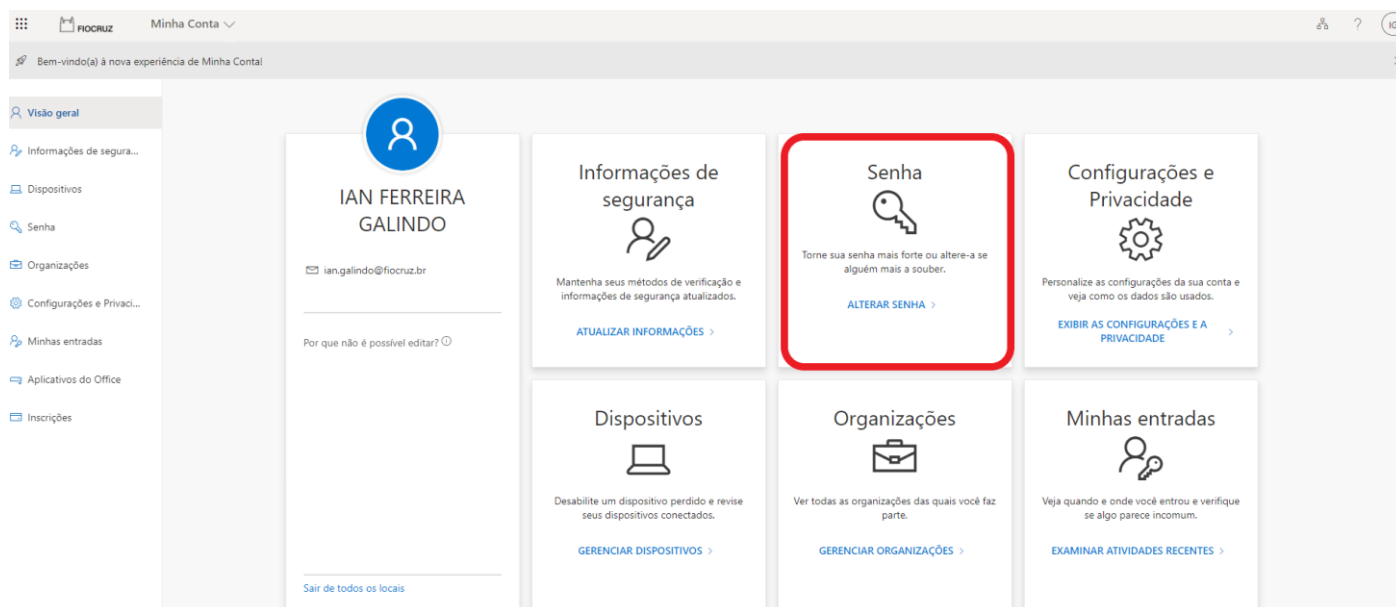 FIOCRUZ
Minha Conta
?
IG
Bem-vindo(a) à nova experiência de Minha Conta!
Visão geral
Informações de segura...
Dispositivos
Senha
Organizações
Configurações e Privaci...
Minhas entradas
Aplicativos do Office
Inscrições
IAN FERREIRA
GALINDO
ian.galindo@fiocruz.br
Por que não é possível editar?
Sair de todos os locais
Informações de
segurança
Mantenha seus métodos de verificação e
informações de segurança atualizados.
ATUALIZAR INFORMAÇÕES >
Senha
Torne sua senha mais forte ou altere-a se
alguém mais a souber.
ALTERAR SENHA >
Configurações e
Privacidade
Personalize as configurações da sua conta e
veja como os dados são usados.
EXIBIR AS CONFIGURAÇÕES E A
PRIVACIDADE >
Dispositivos
Desabilite um dispositivo perdido e revise
seus dispositivos conectados.
GERENCIAR DISPOSITIVOS >
Organizações
Ver todas as organizações das quais você faz
parte.
GERENCIAR ORGANIZAÇÕES >
Minhas entradas
Veja quando e onde você entrou e verifique
se algo parece incomum.
EXAMINAR ATIVIDADES RECENTES >